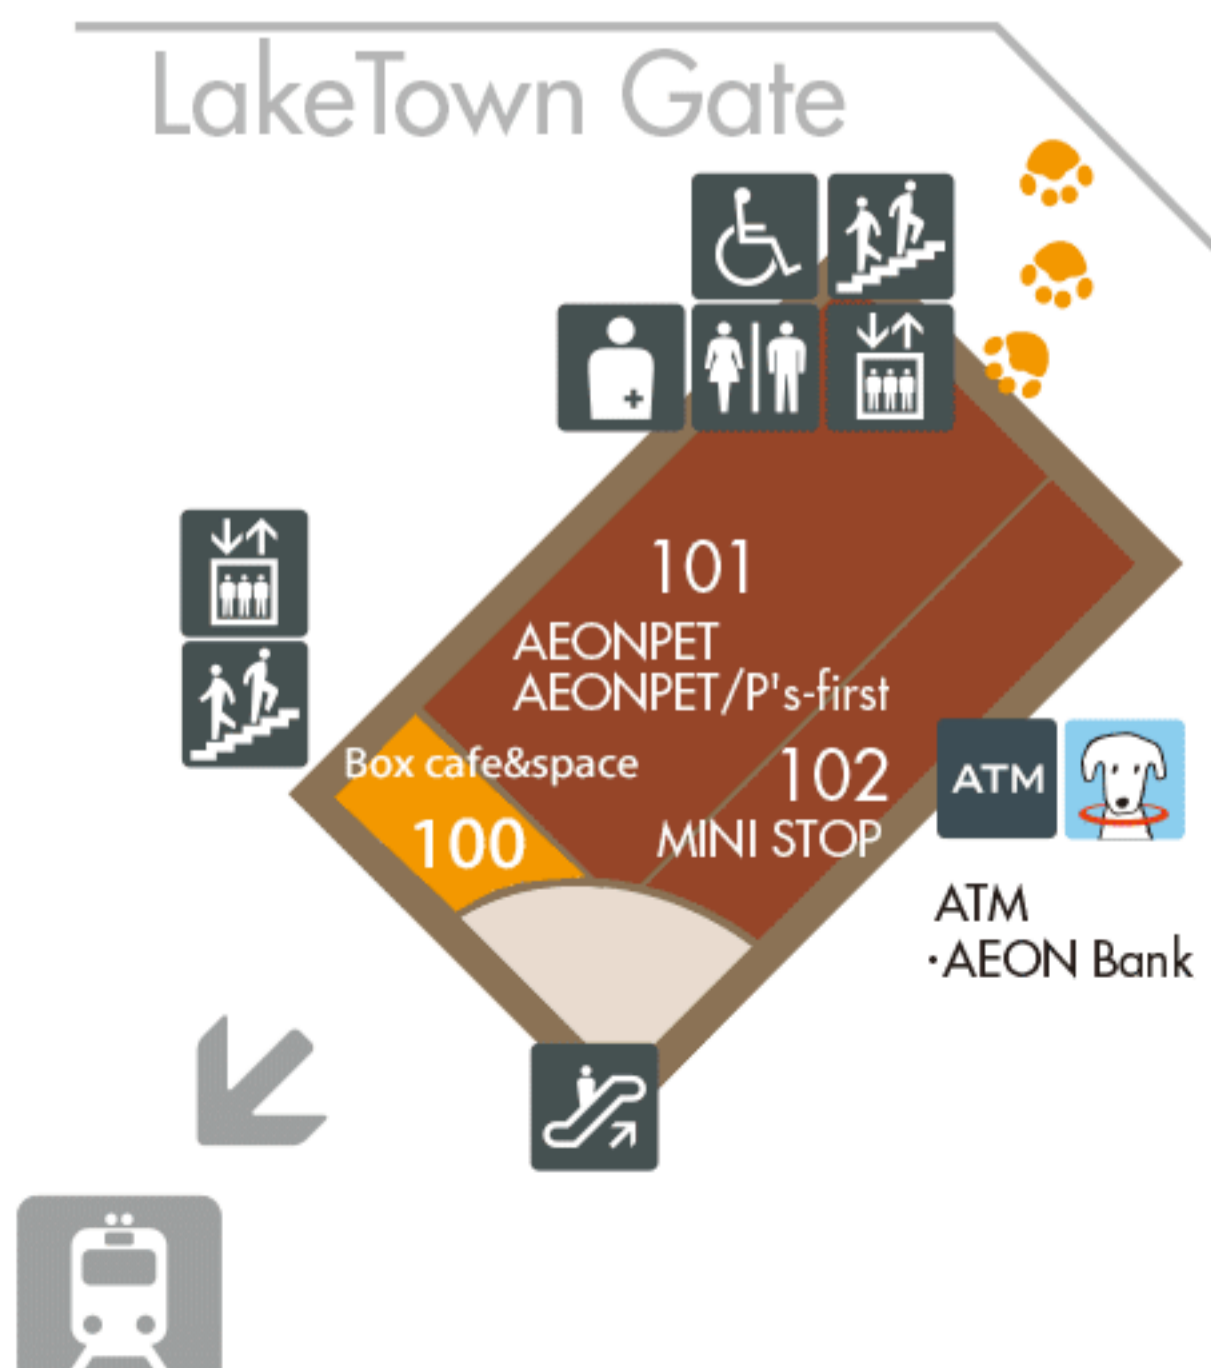 LakeTown Gate
101
AEONPET
AEONPET/P's-first
Box cafe&space
100
102
MINI STOP
ATM
ATM
·AEON Bank